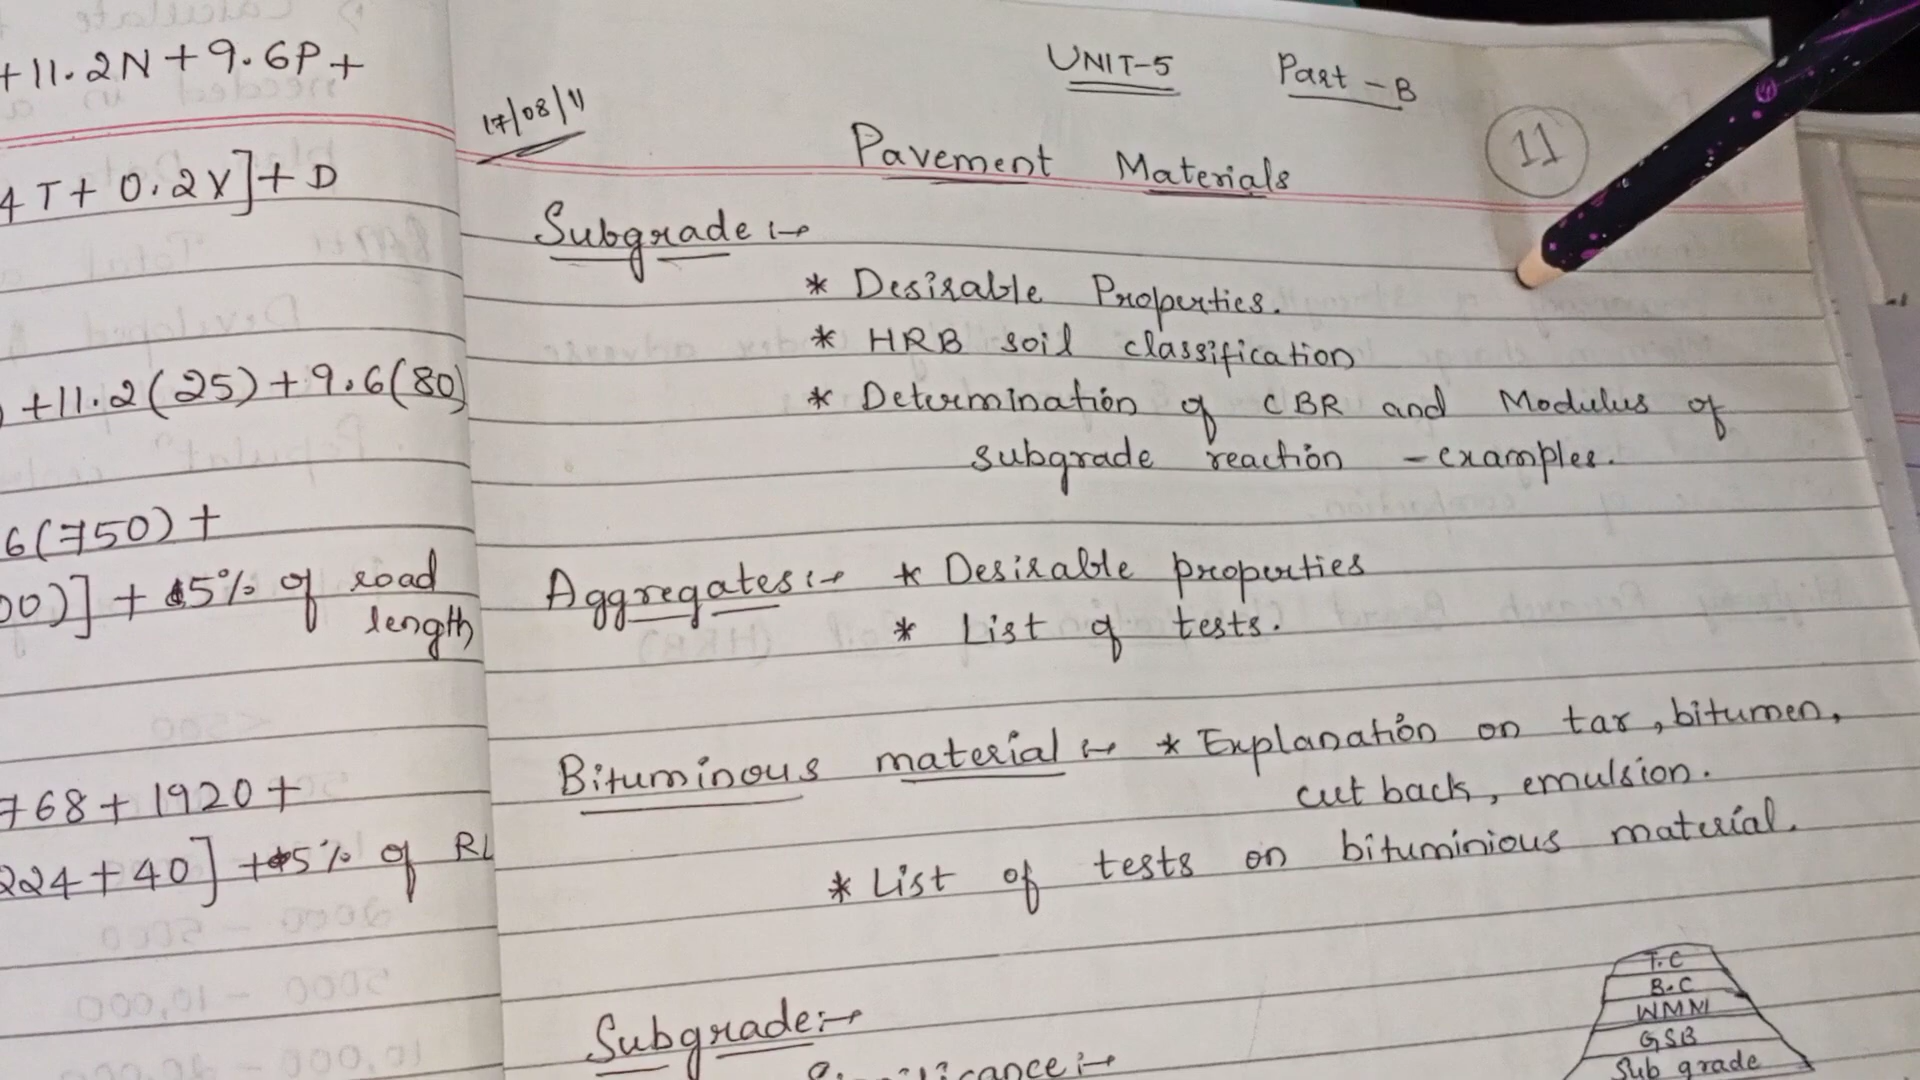 +11.2N+9.6P+
4T+0.2V]+D
+11.2(25)+9.6(80)
6(750)+
00)]+15% of road
length
768+1920+
224+40]+15% of RL
UNIT-5 Part-B
17/08/11
11
Pavement Materials
Subgrade:→
* Desirable Properties.
* HRB soil classification
* Determination of CBR and Modulus of
subgrade reaction - examples.
Aggregates:→ * Desirable properties
* List of tests.
Bituminous material:→ * Explanation on tar, bitumen,
cut back, emulsion.
* List of tests on bituminious material.
T.C
B.C
WMM
GSB
Sub grade
Subgrade:→